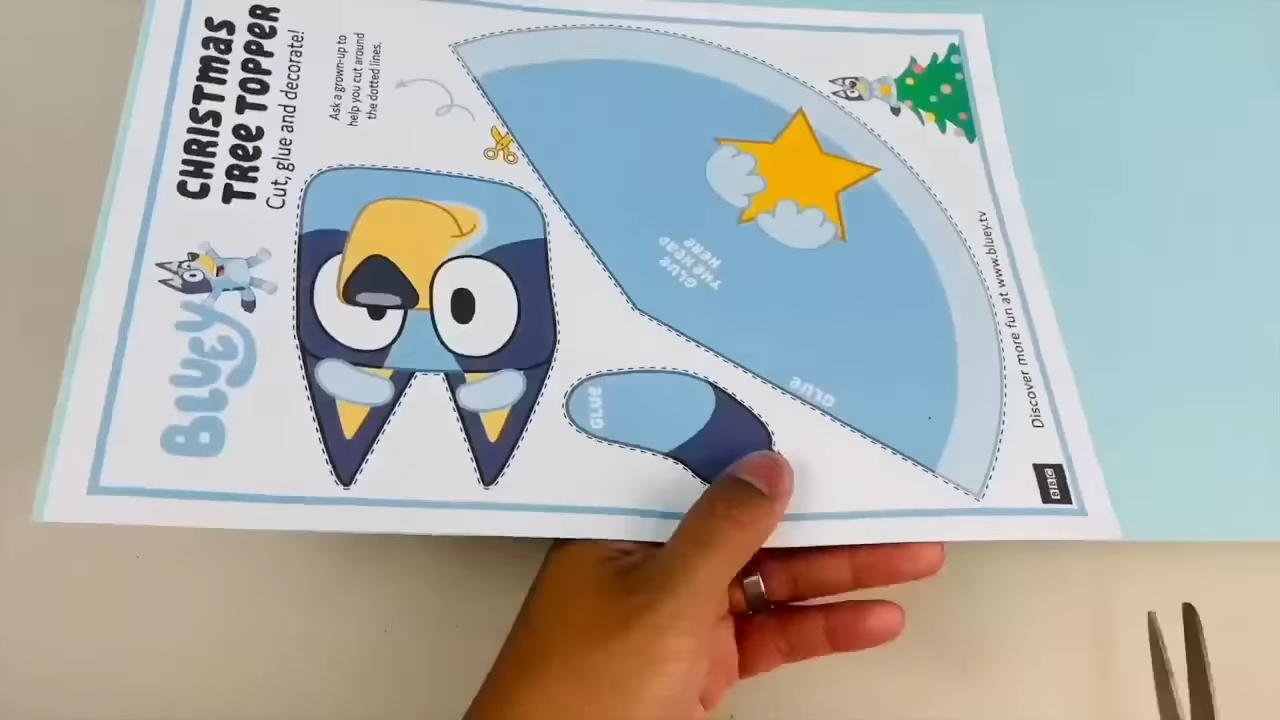 BLUEY
CHRISTMAS
TREE TOPPER
Cut, glue and decorate!
Ask a grown-up to
help you cut around
the dotted lines.
GLUE
THE HEAD
HERE
GLUE
GLUE
Discover more fun at www.bluey.tv
BBC